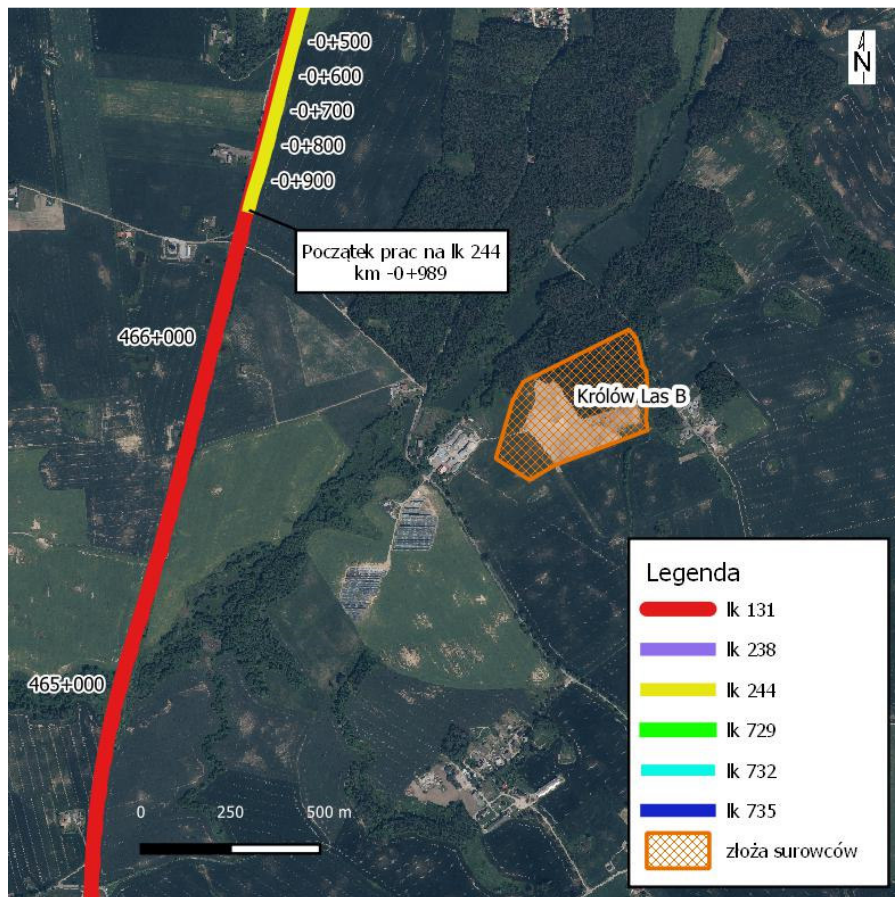 -0+500
N
-0+600
-0+700
-0+800
-0+900
Początek prac na lk 244
km -0+989
466+000
Królów Las B
465+000
0 250 500 m
Legenda
lk 131
lk 238
lk 244
lk 729
lk 732
lk 735
złoża surowców